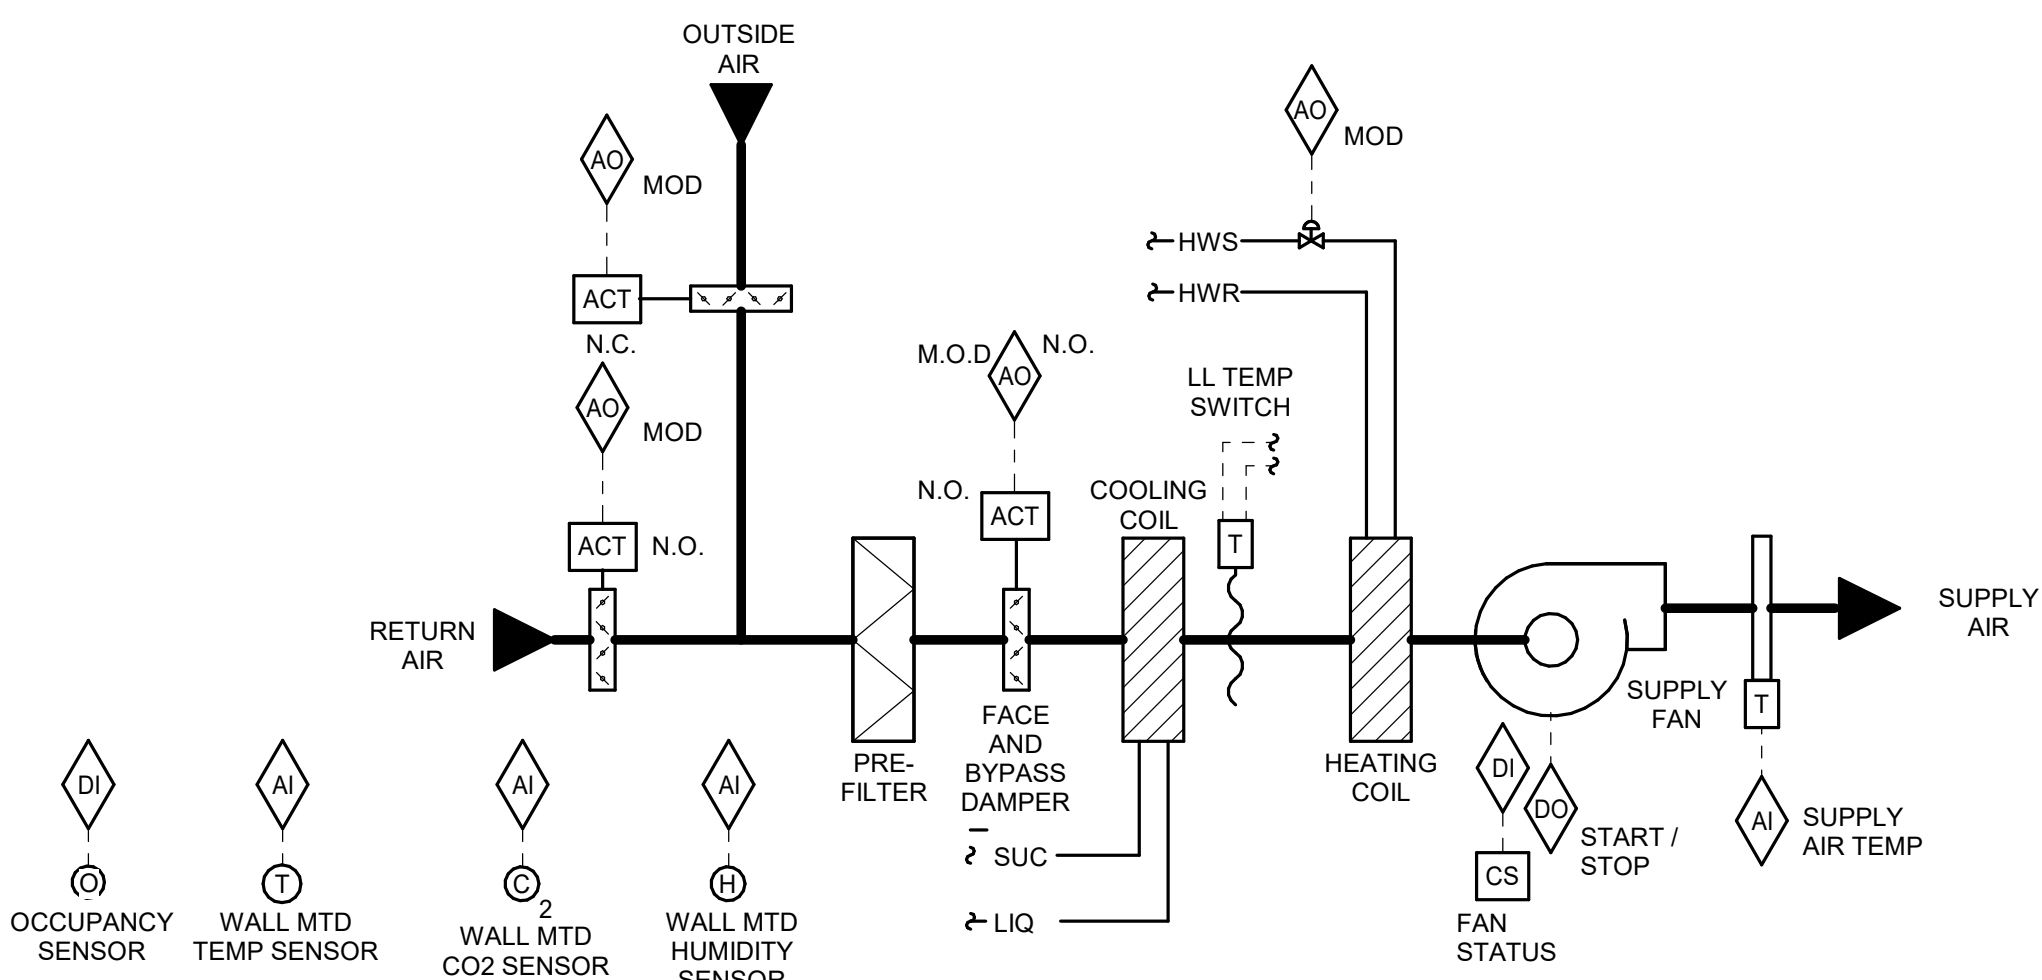 OUTSIDE
AIR
AO
MOD
AO
MOD
ACT
N.C.
HWS
HWR
AO
MOD
ACT
N.O.
M.O.D
AO
N.O.
N.O.
ACT
LL TEMP
SWITCH
T
COOLING
COIL
RETURN
AIR
SUPPLY
AIR
PRE-
FILTER
FACE
AND
BYPASS
DAMPER
HEATING
COIL
SUPPLY
FAN
T
SUC
LIQ
DI
DO
START /
STOP
CS
FAN
STATUS
AI
SUPPLY
AIR TEMP
DI
O
OCCUPANCY
SENSOR
AI
T
WALL MTD
TEMP SENSOR
AI
C
2
WALL MTD
CO2 SENSOR
AI
H
WALL MTD
HUMIDITY
SENSOR